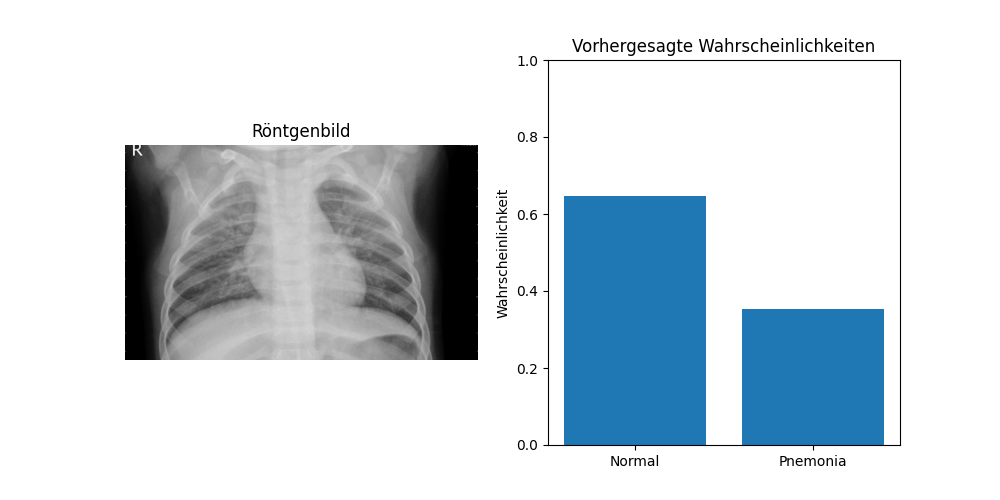 Röntgenbild
R
Vorhergesagte Wahrscheinlichkeiten
Wahrscheinlichkeit
1.0
0.8
0.6
0.4
0.2
0.0
Normal
Pnemonia